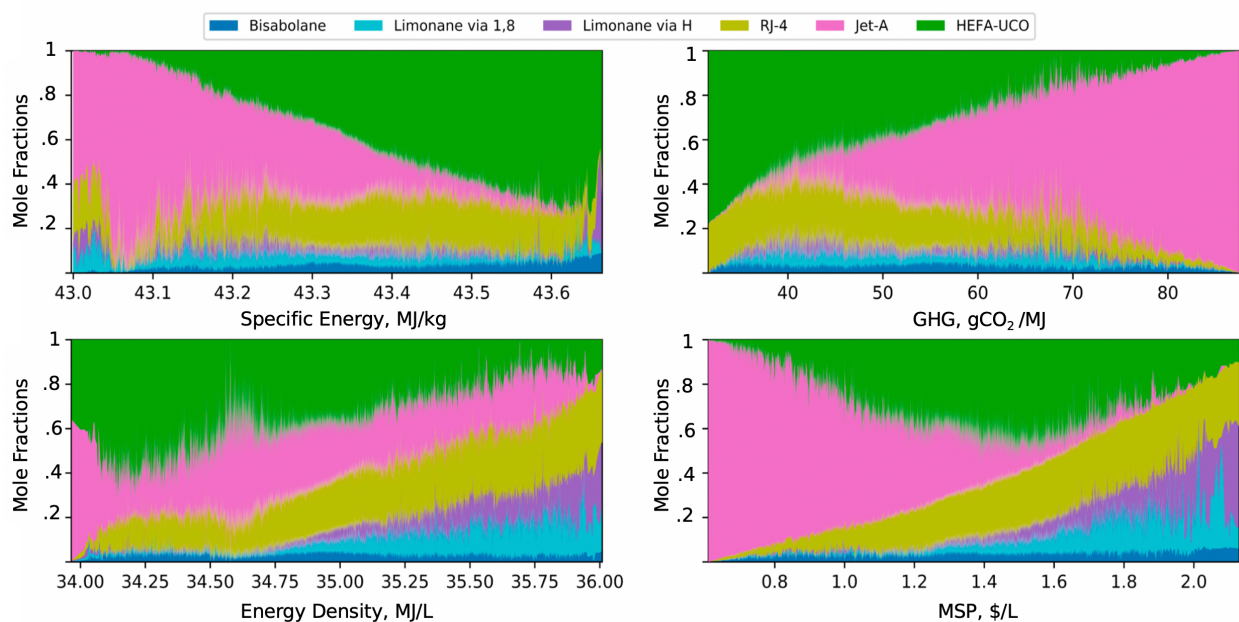 Bisabolane Limonane via 1,8 Limonane via H RJ-4 Jet-A HEFA-UCO
1
.8
.6
.4
.2
Mole Fractions
43.0 43.1 43.2 43.3 43.4 43.5 43.6
Specific Energy, MJ/kg
1
.8
.6
.4
.2
Mole Fractions
40 50 60 70 80
GHG, gCO₂/MJ
1
.8
.6
.4
.2
Mole Fractions
34.00 34.25 34.50 34.75 35.00 35.25 35.50 35.75 36.00
Energy Density, MJ/L
1
.8
.6
.4
.2
Mole Fractions
0.8 1.0 1.2 1.4 1.6 1.8 2.0
MSP, $/L